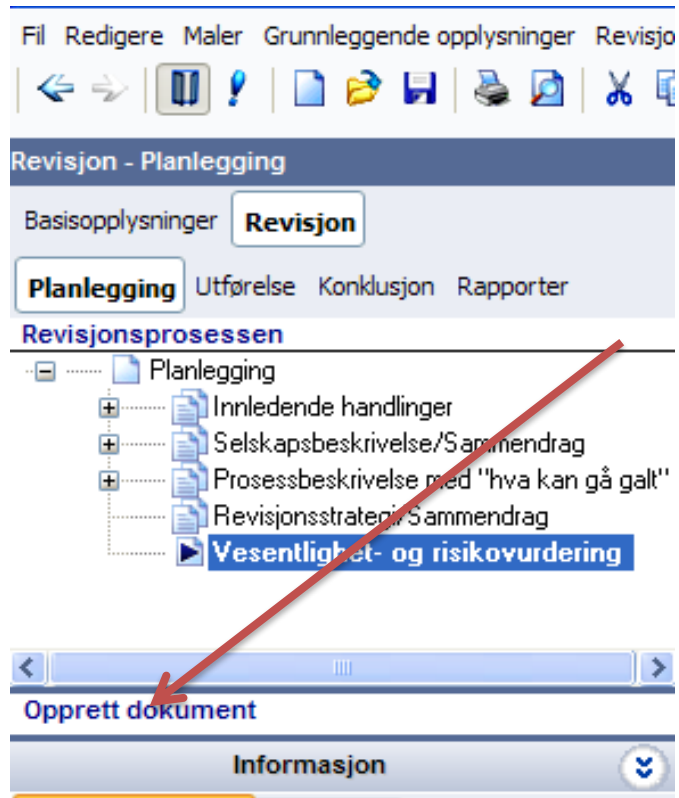 Fil Redigere Maler Grunnleggende opplysninger Revisjo
Revisjon - Planlegging
Basisopplysninger Revisjon
Planlegging Utførelse Konklusjon Rapporter
Revisjonsprosessen
Planlegging
Innledende handlinger
Selskapsbeskrivelse/Sammendrag
Prosessbeskrivelse med "hva kan gå galt"
Revisjonsstrategi/Sammendrag
Vesentlighet- og risikovurdering
Opprett dokument
Informasjon